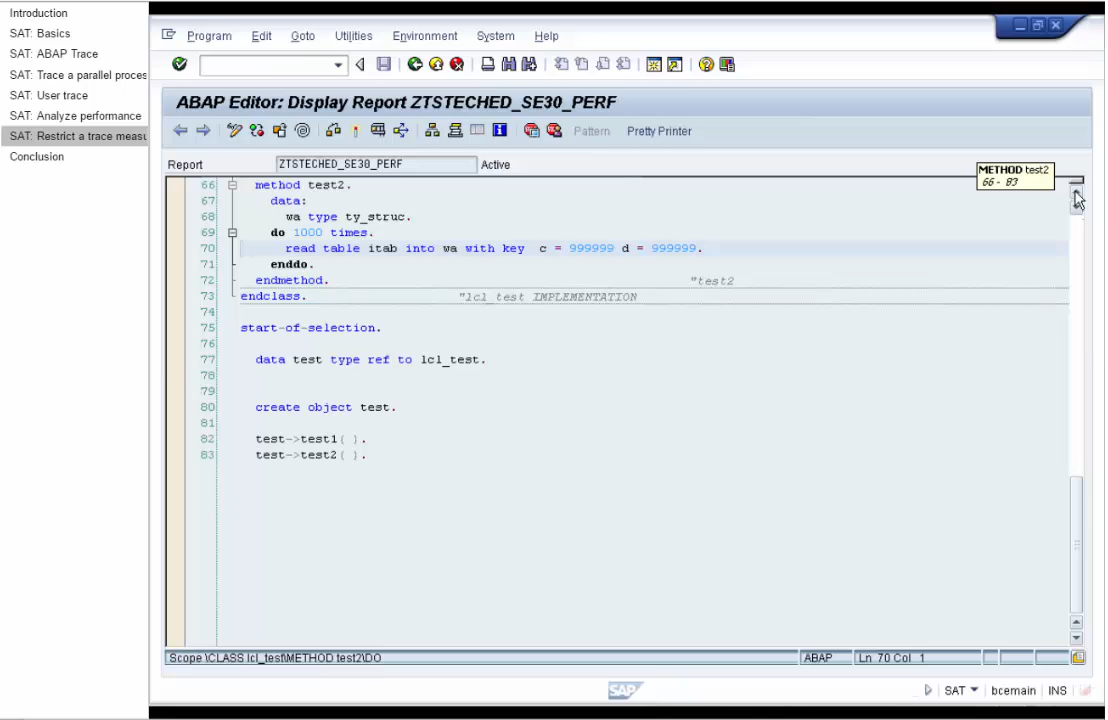 Introduction
SAT: Basics
SAT: ABAP Trace
SAT: Trace a parallel proces
SAT: User trace
SAT: Analyze performance
SAT: Restrict a trace measu
Conclusion
Program Edit Goto Utilities Environment System Help
ABAP Editor: Display Report ZTSTECHED_SE30_PERF
Pattern Pretty Printer
Report ZTSTECHED_SE30_PERF Active
METHOD test2
66 - 83
66 method test2.
67 data:
68 wa type ty_struc.
69 do 1000 times.
70 read table itab into wa with key c = 999999 d = 999999.
71 enddo.
72 endmethod. "test2
73 endclass. "lcl_test IMPLEMENTATION
74
75 start-of-selection.
76
77 data test type ref to lcl_test.
78
79
80 create object test.
81
82 test->test1( ).
83 test->test2( ).
Scope \CLASS lcl_test\METHOD test2\DO ABAP Ln 70 Col 1
SAP SAT bcemain INS